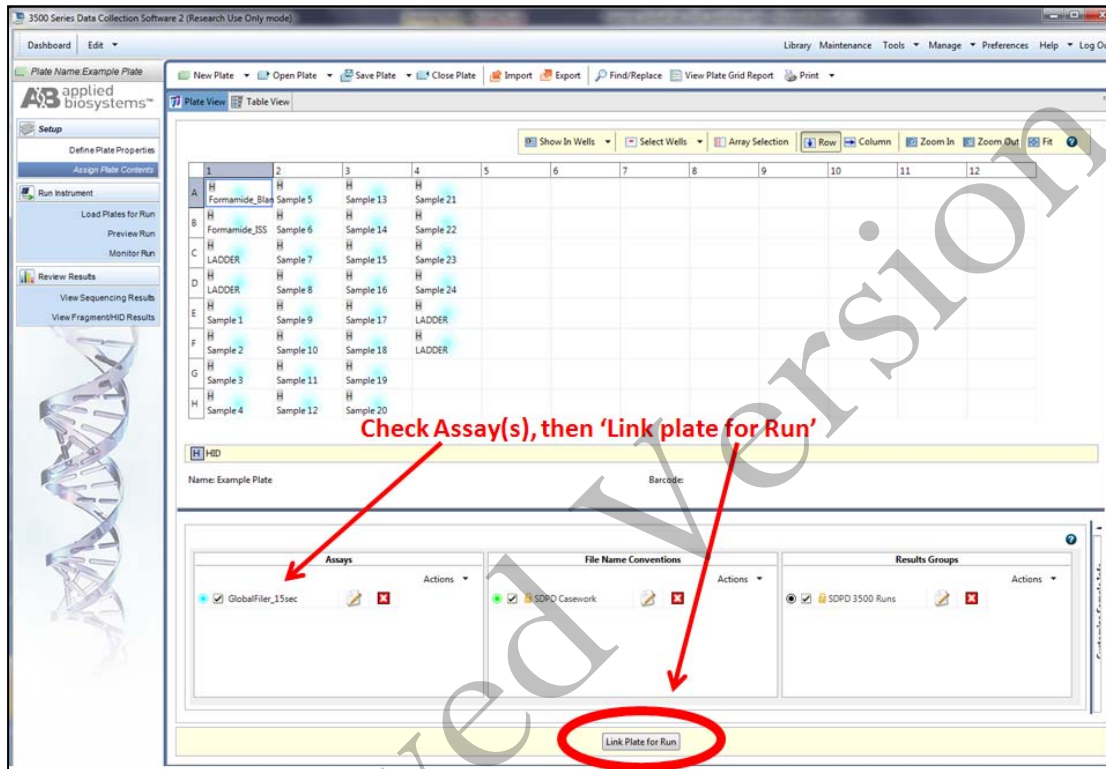 3500 Series Data Collection Software 2 (Research Use Only mode)
Dashboard Edit Library Maintenance Tools Manage Preferences Help Log Ou
Plate Name:Example Plate
New Plate Open Plate Save Plate Close Plate Import Export Find/Replace View Plate Grid Report Print
AB applied
biosystems™
Plate View Table View
Setup
Define Plate Properties
Assign Plate Contents
Run Instrument
Load Plates for Run
Preview Run
Monitor Run
Review Results
View Sequencing Results
View Fragment/HID Results
Show In Wells Select Wells Array Selection Row Column Zoom In Zoom Out Fit
1 2 3 4 5 6 7 8 9 10 11 12
A
H H H H
Formamide_Blan Sample 5 Sample 13 Sample 21
B
H H H H
Formamide_ISS Sample 6 Sample 14 Sample 22
C
H H H H
LADDER Sample 7 Sample 15 Sample 23
D
H H H H
LADDER Sample 8 Sample 16 Sample 24
E
H H H H
Sample 1 Sample 9 Sample 17 LADDER
F
H H H H
Sample 2 Sample 10 Sample 18 LADDER
G
H H H
Sample 3 Sample 11 Sample 19
H
H H H
Sample 4 Sample 12 Sample 20
Check Assay(s), then ‘Link plate for Run’
H HID
Name: Example Plate Barcode:
Assays File Name Conventions Results Groups
Actions Actions Actions
GlobalFiler_15sec SDPD Casework SDPD 3500 Runs
Link Plate for Run
ved Version